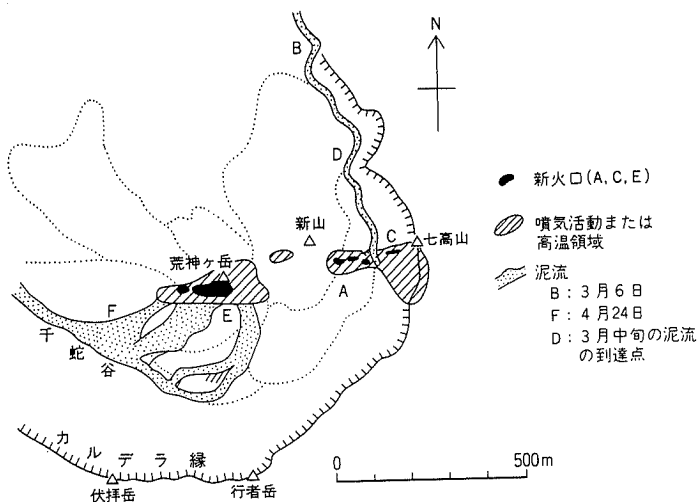 B
N
D
新山
七高山
C
荒神ヶ岳
A
F
E
千蛇谷
カルデラ縁
伏拝岳
行者岳
0
500m
新火口(A, C, E)
噴気活動または
高温領域
泥流
B:3月6日
F:4月24日
D:3月中旬の泥流
の到達点